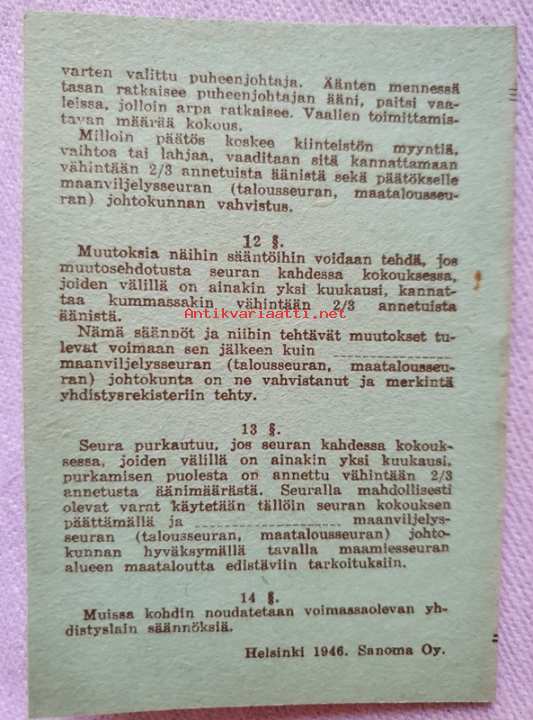 varten valittu puheenjohtaja. Äänten mennessä
tasan ratkaisee puheenjohtajan ääni, paitsi vaa-
leissa, jolloin arpa ratkaisee. Vaalien toimittamis-
tavan määrää kokous.
Milloin päätös koskee kiinteistön myyntiä,
vaihtoa tai lahjaa, vaaditaan sitä kannattamaan
vähintään 2/3 annetuista äänistä sekä päätökselle
maanviljelysseuran (talousseuran, maatalousseu-
ran) johtokunnan vahvistus.
12 §.
Muutoksia näihin sääntöihin voidaan tehdä, jos
muutosehdotusta seuran kahdessa kokouksessa,
joiden välillä on ainakin yksi kuukausi, kannat-
taa kummassakin vähintään 2/3 annetuista
äänistä.
Antikvariaatti.net
Nämä säännöt ja niihin tehtävät muutokset tu-
levat voimaan sen jälkeen kuin
maanviljelysseuran (talousseuran, maatalousseu-
ran) johtokunta on ne vahvistanut ja merkintä
yhdistysrekisteriin tehty.
13 §.
Seura purkautuu, jos seuran kahdessa kokouk-
sessa, joiden välillä on ainakin yksi kuukausi,
purkamisen puolesta on annettu vähintään 2/3
annetusta äänimäärästä. Seuralla mahdollisesti
olevat varat käytetään tällöin seuran kokouksen
päättämällä ja maanviljelys-
seuran (talousseuran, maatalousseuran) johto-
kunnan hyväksymällä tavalla maamiesseuran
alueen maataloutta edistäviin tarkoituksiin.
14 §.
Muissa kohdin noudatetaan voimassaolevan yh-
distyslain säännöksiä.
Helsinki 1946. Sanoma Oy.